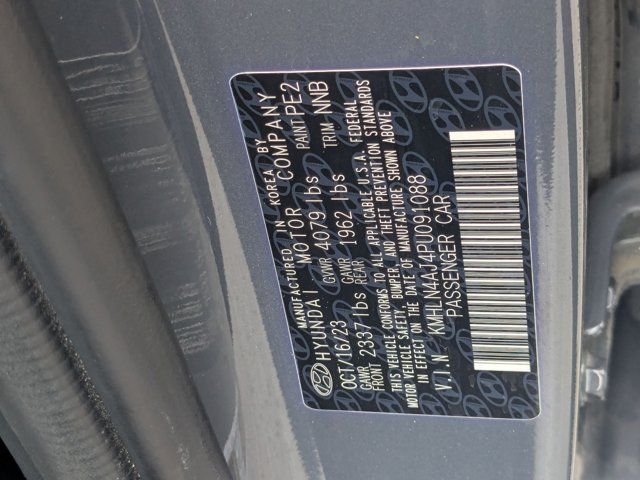 MANUFACTURED IN KOREA BY
HYUNDAI MOTOR COMPANY
OCT/16/23 GVWR 4079 lbs PAINT PE2
GAWR FRONT 2337 lbs GAWR REAR 1962 lbs TRIM NNB
THIS VEHICLE CONFORMS TO ALL APPLICABLE U.S.A. FEDERAL
MOTOR VEHICLE SAFETY, BUMPER, AND THEFT PREVENTION STANDARDS
IN EFFECT ON THE DATE OF MANUFACTURE SHOWN ABOVE
V.I.N : KMHLN4AJ4PU091088
PASSENGER CAR